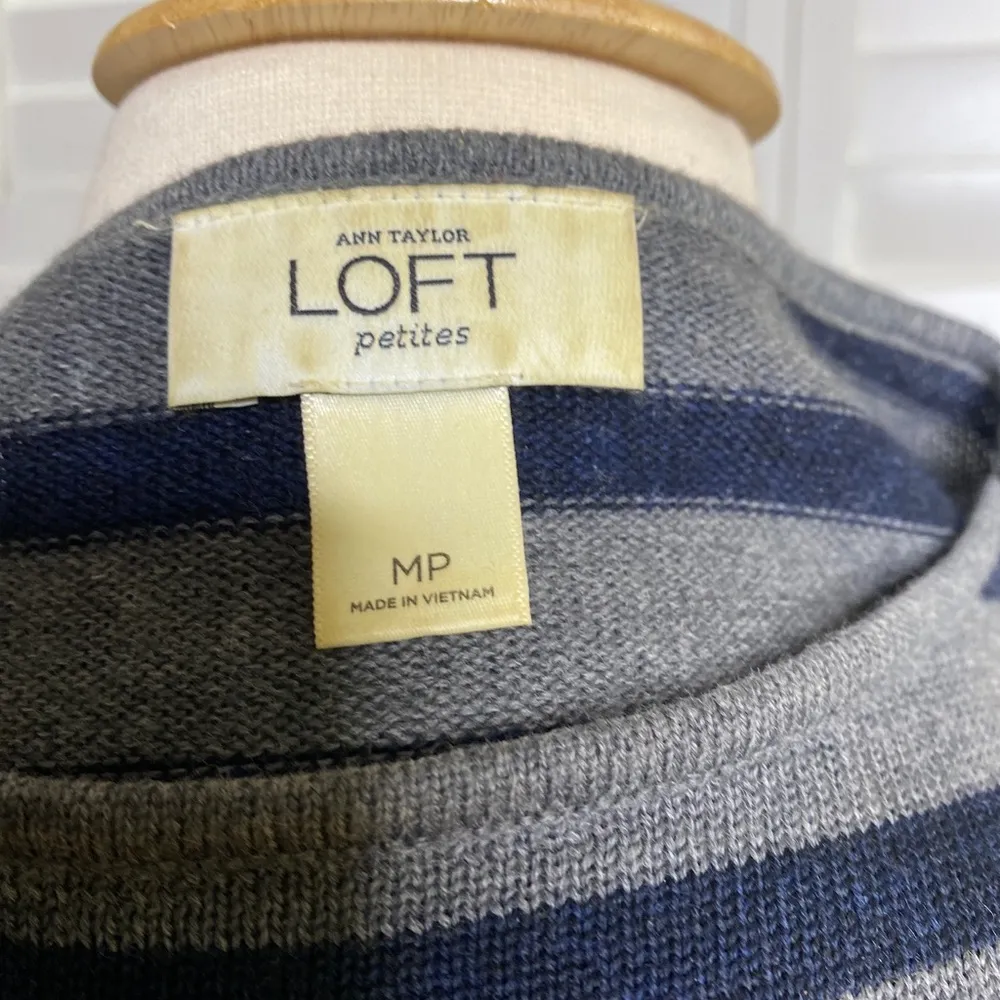 ANN TAYLOR
LOFT
petites
MP
MADE IN VIETNAM